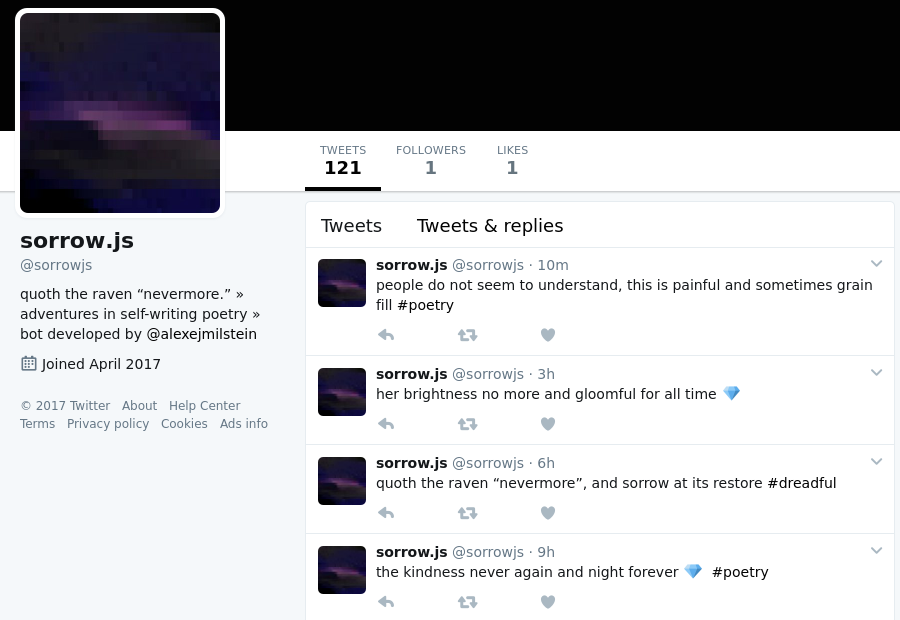 TWEETS FOLLOWERS LIKES
121 1 1
sorrow.js
@sorrowjs
quoth the raven “nevermore.” »
adventures in self-writing poetry »
bot developed by @alexejmilstein
Joined April 2017
© 2017 Twitter About Help Center
Terms Privacy policy Cookies Ads info
Tweets Tweets & replies
sorrow.js @sorrowjs · 10m
people do not seem to understand, this is painful and sometimes grain
fill #poetry
sorrow.js @sorrowjs · 3h
her brightness no more and gloomful for all time 💎
sorrow.js @sorrowjs · 6h
quoth the raven “nevermore”, and sorrow at its restore #dreadful
sorrow.js @sorrowjs · 9h
the kindness never again and night forever 💎 #poetry